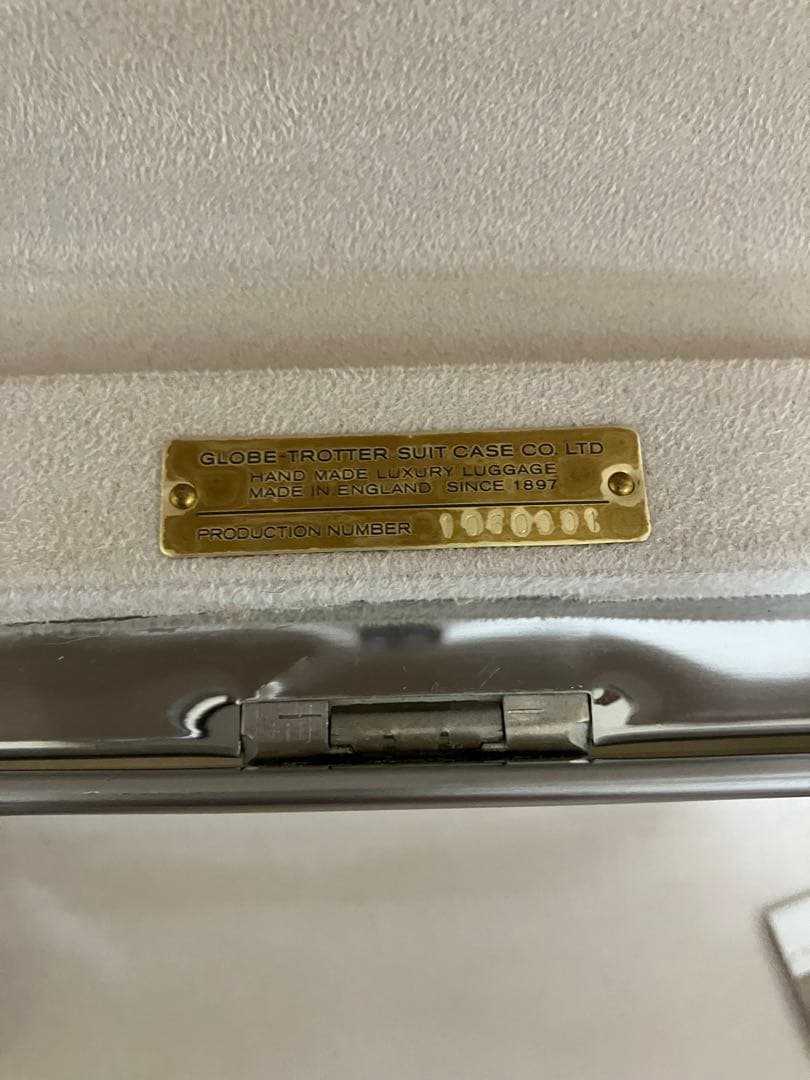 GLOBE-TROTTER SUIT CASE CO. LTD
HAND MADE LUXURY LUGGAGE
MADE IN ENGLAND SINCE 1897
PRODUCTION NUMBER